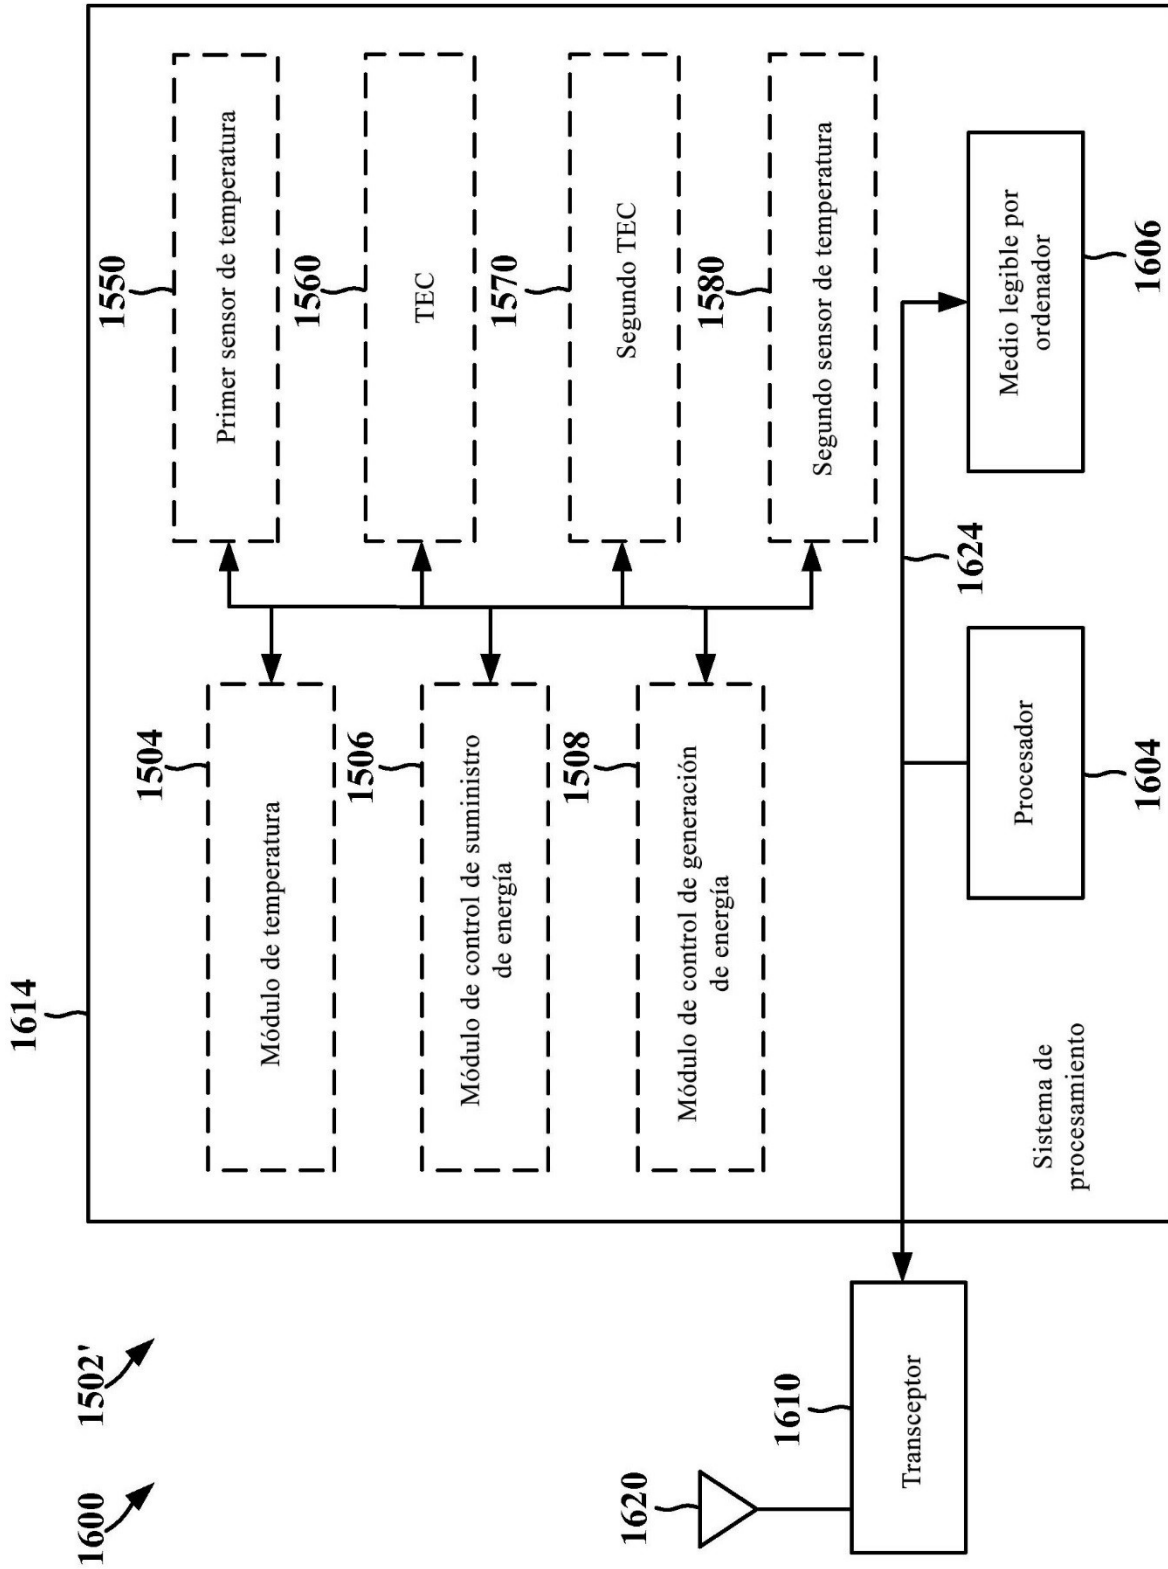 1600
1502'
1614
1504
Módulo de temperatura
1550
Primer sensor de temperatura
1506
Módulo de control de suministro
de energía
1560
TEC
1508
Módulo de control de generación
de energía
1570
Segundo TEC
1580
Segundo sensor de temperatura
1620
1610
Transceptor
1624
Sistema de
procesamiento
Procesador
1604
Medio legible por
ordenador
1606